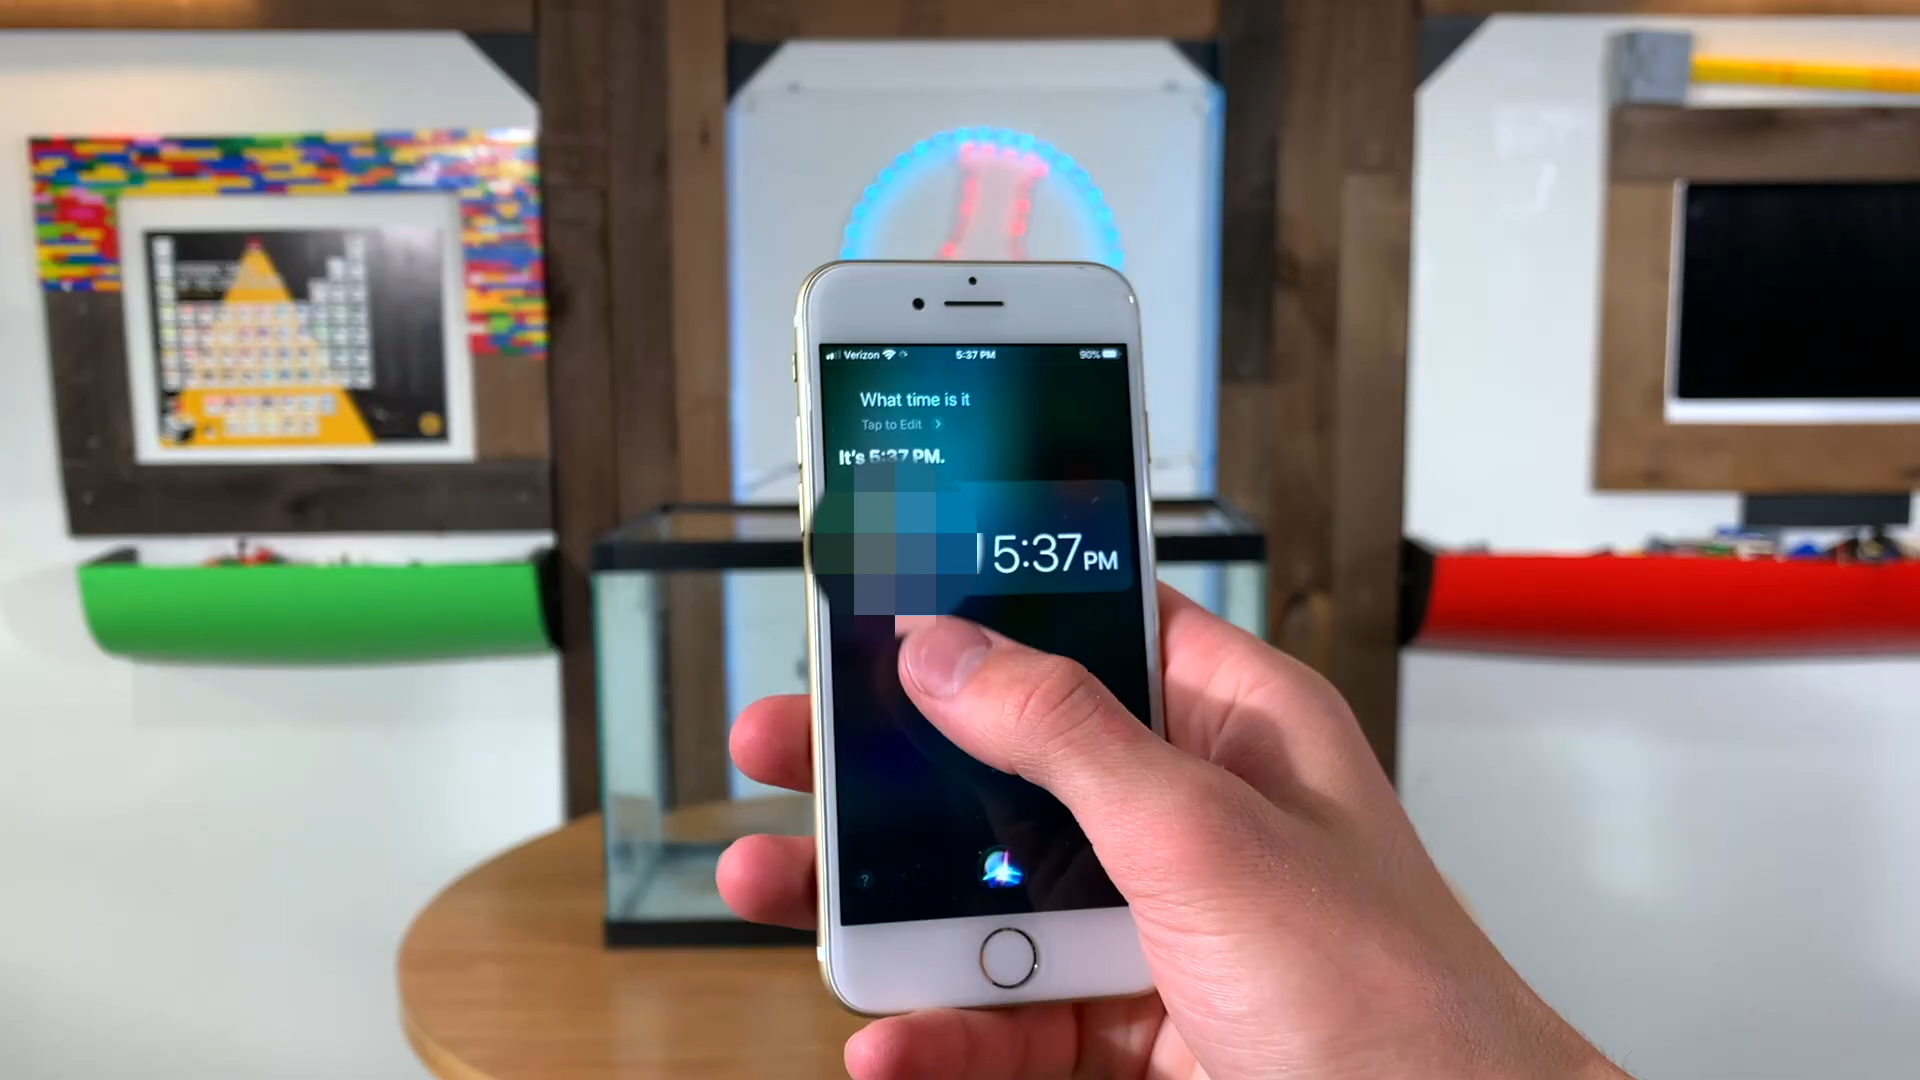 Verizon 5:37 PM 90%
What time is it
Tap to Edit >
It's 5:37 PM.
5:37PM
?